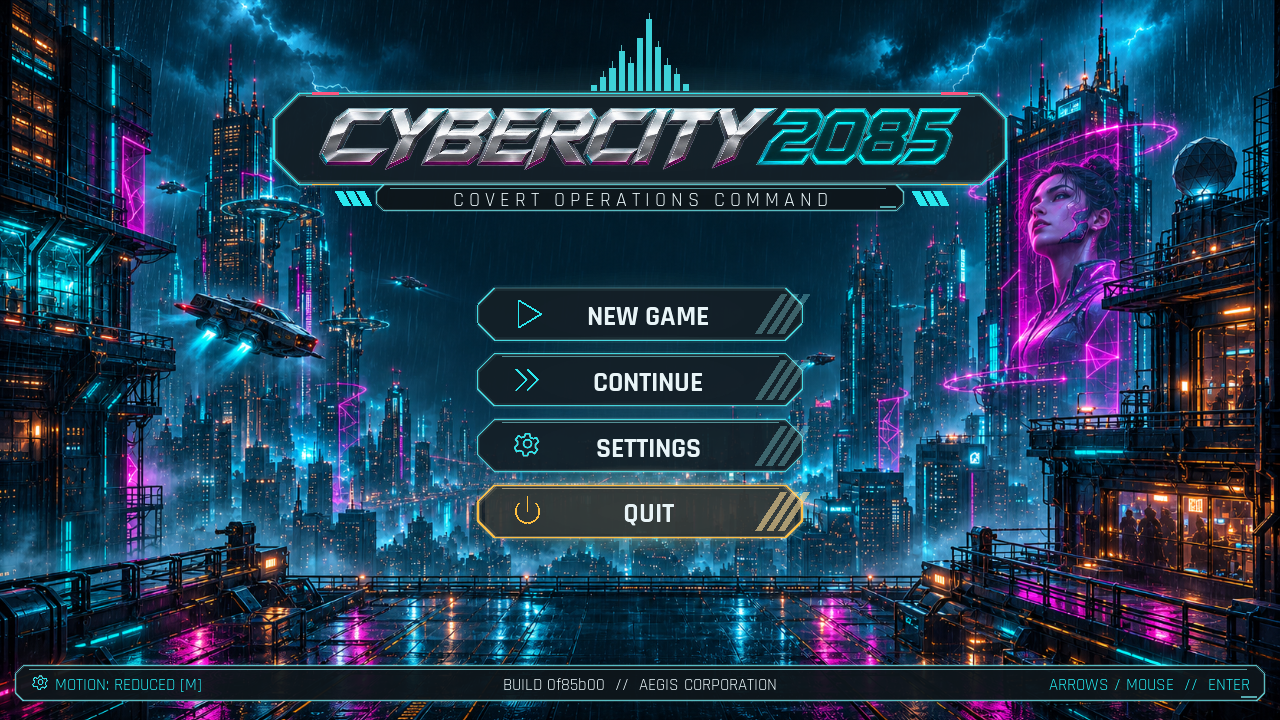 CYBERCITY 2085
COVERT OPERATIONS COMMAND
NEW GAME
CONTINUE
SETTINGS
QUIT
MOTION: REDUCED [M]
BUILD 0f85b00 // AEGIS CORPORATION
ARROWS / MOUSE // ENTER